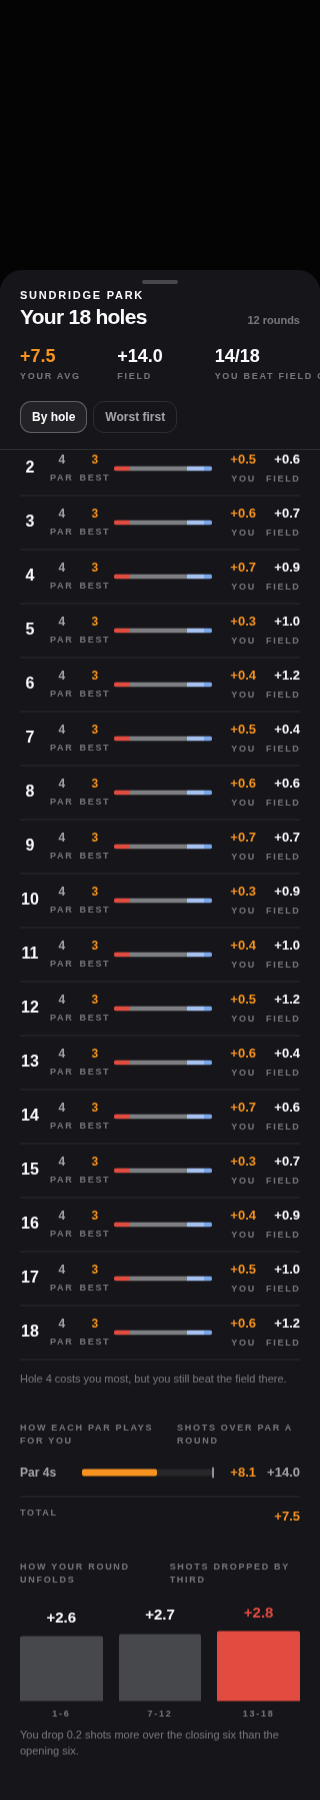 SUNDRIDGE PARK
Your 18 holes
12 rounds
+7.5 +14.0 14/18
YOUR AVG FIELD YOU BEAT FIELD
By hole Worst first
2 4 3 +0.5 +0.6
PAR BEST YOU FIELD
3 4 3 +0.6 +0.7
PAR BEST YOU FIELD
4 4 3 +0.7 +0.9
PAR BEST YOU FIELD
5 4 3 +0.3 +1.0
PAR BEST YOU FIELD
6 4 3 +0.4 +1.2
PAR BEST YOU FIELD
7 4 3 +0.5 +0.4
PAR BEST YOU FIELD
8 4 3 +0.6 +0.6
PAR BEST YOU FIELD
9 4 3 +0.7 +0.7
PAR BEST YOU FIELD
10 4 3 +0.3 +0.9
PAR BEST YOU FIELD
11 4 3 +0.4 +1.0
PAR BEST YOU FIELD
12 4 3 +0.5 +1.2
PAR BEST YOU FIELD
13 4 3 +0.6 +0.4
PAR BEST YOU FIELD
14 4 3 +0.7 +0.6
PAR BEST YOU FIELD
15 4 3 +0.3 +0.7
PAR BEST YOU FIELD
16 4 3 +0.4 +0.9
PAR BEST YOU FIELD
17 4 3 +0.5 +1.0
PAR BEST YOU FIELD
18 4 3 +0.6 +1.2
PAR BEST YOU FIELD
Hole 4 costs you most, but you still beat the field there.
HOW EACH PAR PLAYS
FOR YOU
SHOTS OVER PAR A
ROUND
Par 4s +8.1 +14.0
TOTAL +7.5
HOW YOUR ROUND
UNFOLDS
SHOTS DROPPED BY
THIRD
+2.6 +2.7 +2.8
1-6 7-12 13-18
You drop 0.2 shots more over the closing six than the
opening six.